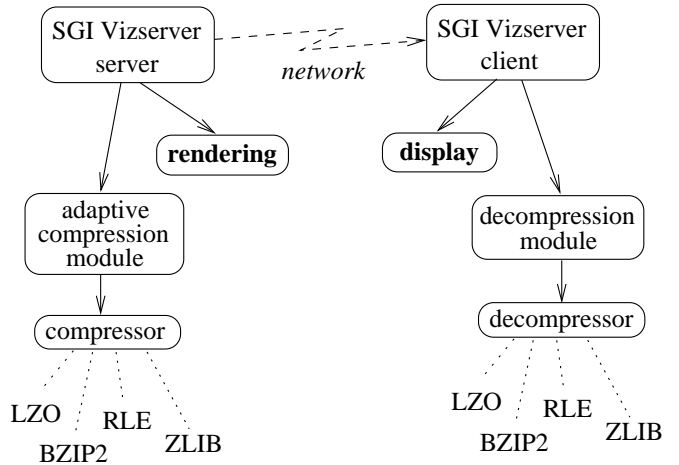 SGI Vizserver
server
network
SGI Vizserver
client
rendering
display
adaptive
compression
module
decompression
module
compressor
decompressor
LZO
BZIP2
RLE
ZLIB
LZO
BZIP2
RLE
ZLIB